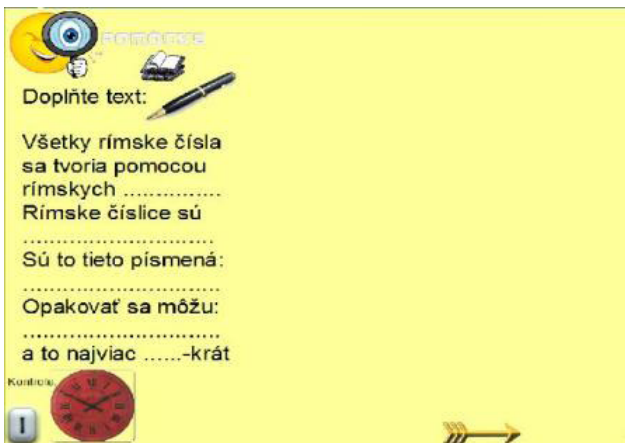 POMÔCKA
Doplňte text:
Všetky rímske čísla
sa tvoria pomocou
rímskych ...............
Rímske číslice sú
.............................
Sú to tieto písmená:
..............................
Opakovať sa môžu:
..............................
a to najviac ......-krát
Kontrola
I